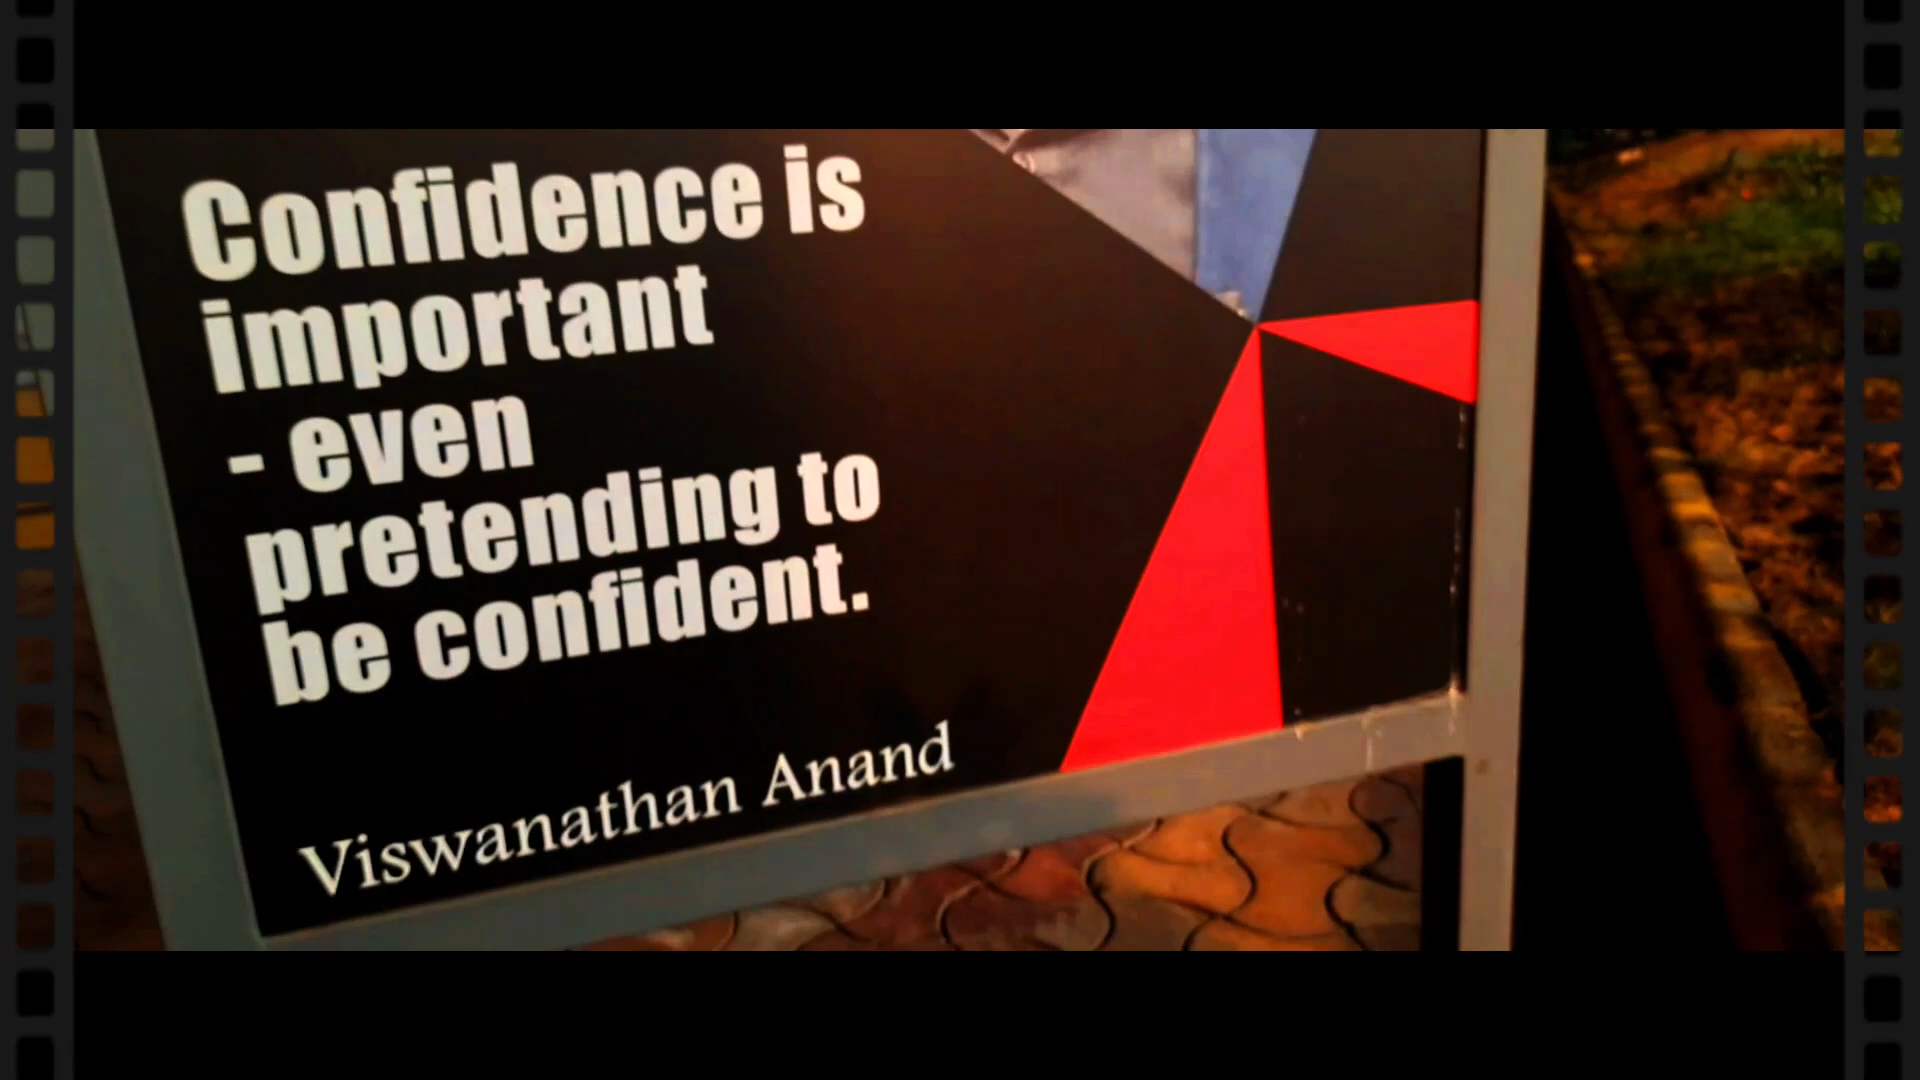 Confidence is
important
- even
pretending to
be confident.
Viswanathan Anand